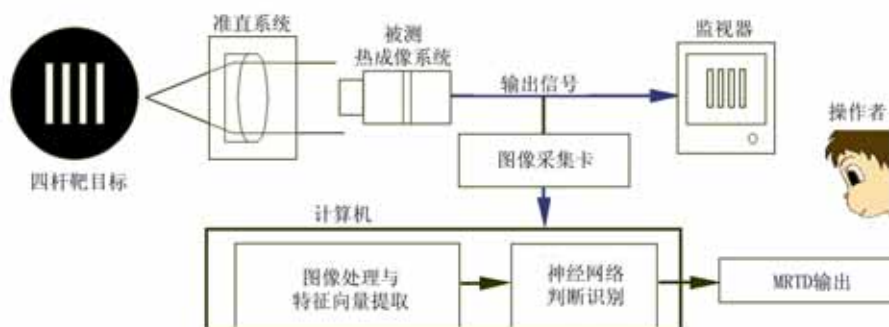 准直系统
被测
热成像系统
监视器
输出信号
操作者
图像采集卡
四杆靶目标
计算机
图像处理与
特征向量提取
神经网络
判断识别
MRTD输出